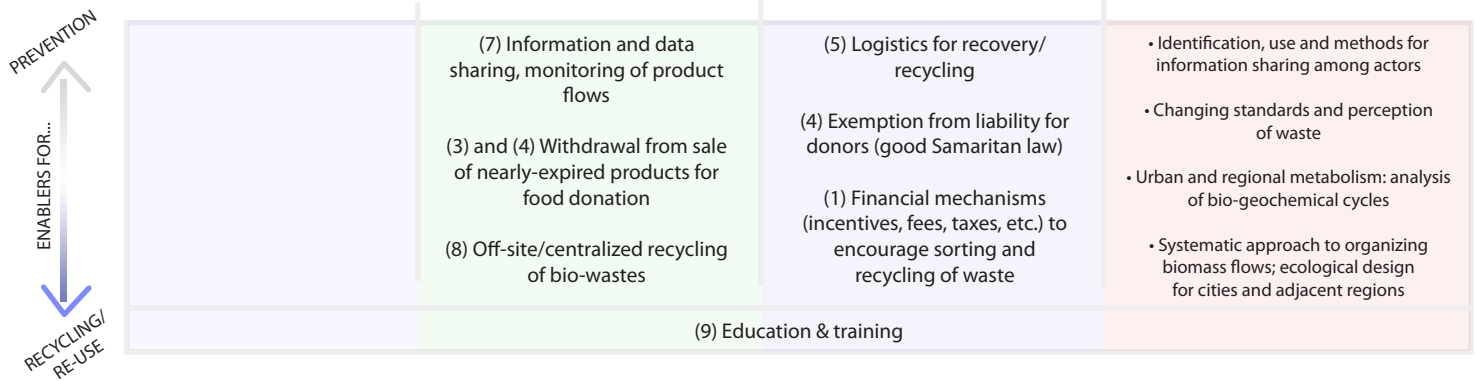 PREVENTION
ENABLERS FOR...
RECYCLING/
RE-USE
(7) Information and data
sharing, monitoring of product
flows
(3) and (4) Withdrawal from sale
of nearly-expired products for
food donation
(8) Off-site/centralized recycling
of bio-wastes
(5) Logistics for recovery/
recycling
(4) Exemption from liability for
donors (good Samaritan law)
(1) Financial mechanisms
(incentives, fees, taxes, etc.) to
encourage sorting and
recycling of waste
• Identification, use and methods for
information sharing among actors
• Changing standards and perception
of waste
• Urban and regional metabolism: analysis
of bio-geochemical cycles
• Systematic approach to organizing
biomass flows; ecological design
for cities and adjacent regions
(9) Education & training